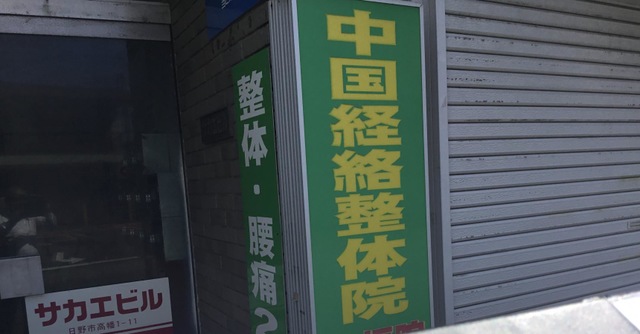 中国経絡整体院
整体・腰痛
サカエビル
日野市高幡1-11